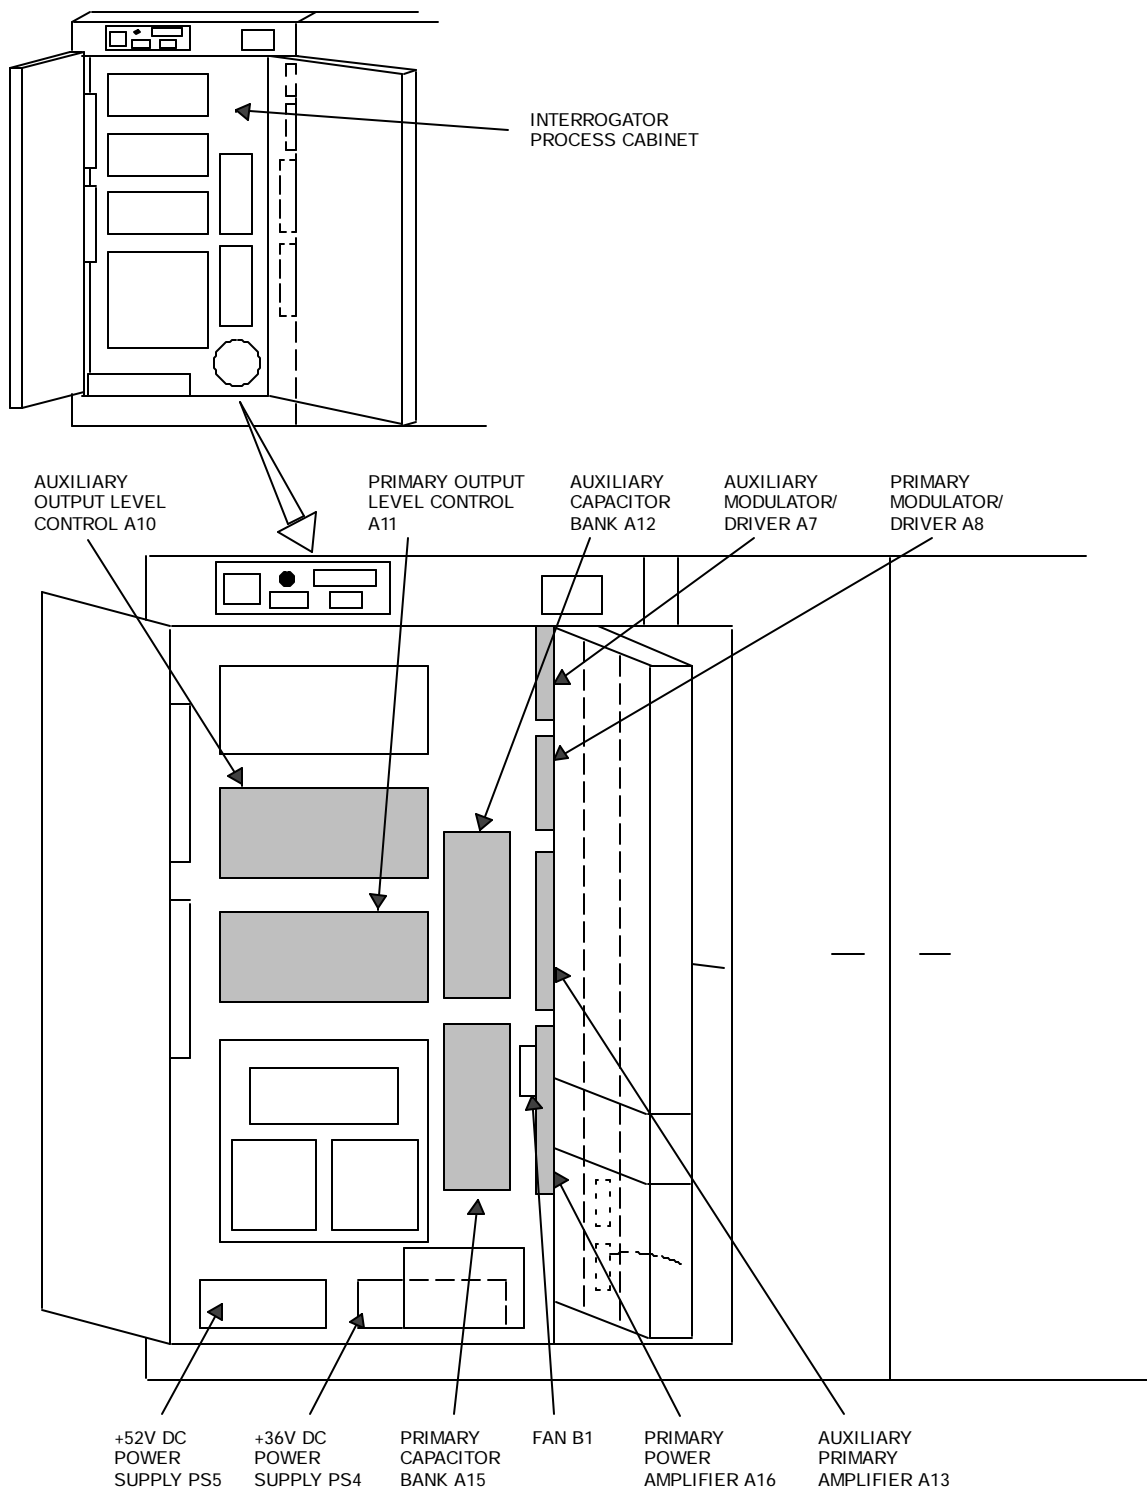 INTERROGATOR
PROCESS CABINET
AUXILIARY
OUTPUT LEVEL
CONTROL A10
PRIMARY OUTPUT
LEVEL CONTROL
A11
AUXILIARY
CAPACITOR
BANK A12
AUXILIARY
MODULATOR/
DRIVER A7
PRIMARY
MODULATOR/
DRIVER A8
+52V DC
POWER
SUPPLY PS5
+36V DC
POWER
SUPPLY PS4
PRIMARY
CAPACITOR
BANK A15
FAN B1
PRIMARY
POWER
AMPLIFIER A16
AUXILIARY
PRIMARY
AMPLIFIER A13